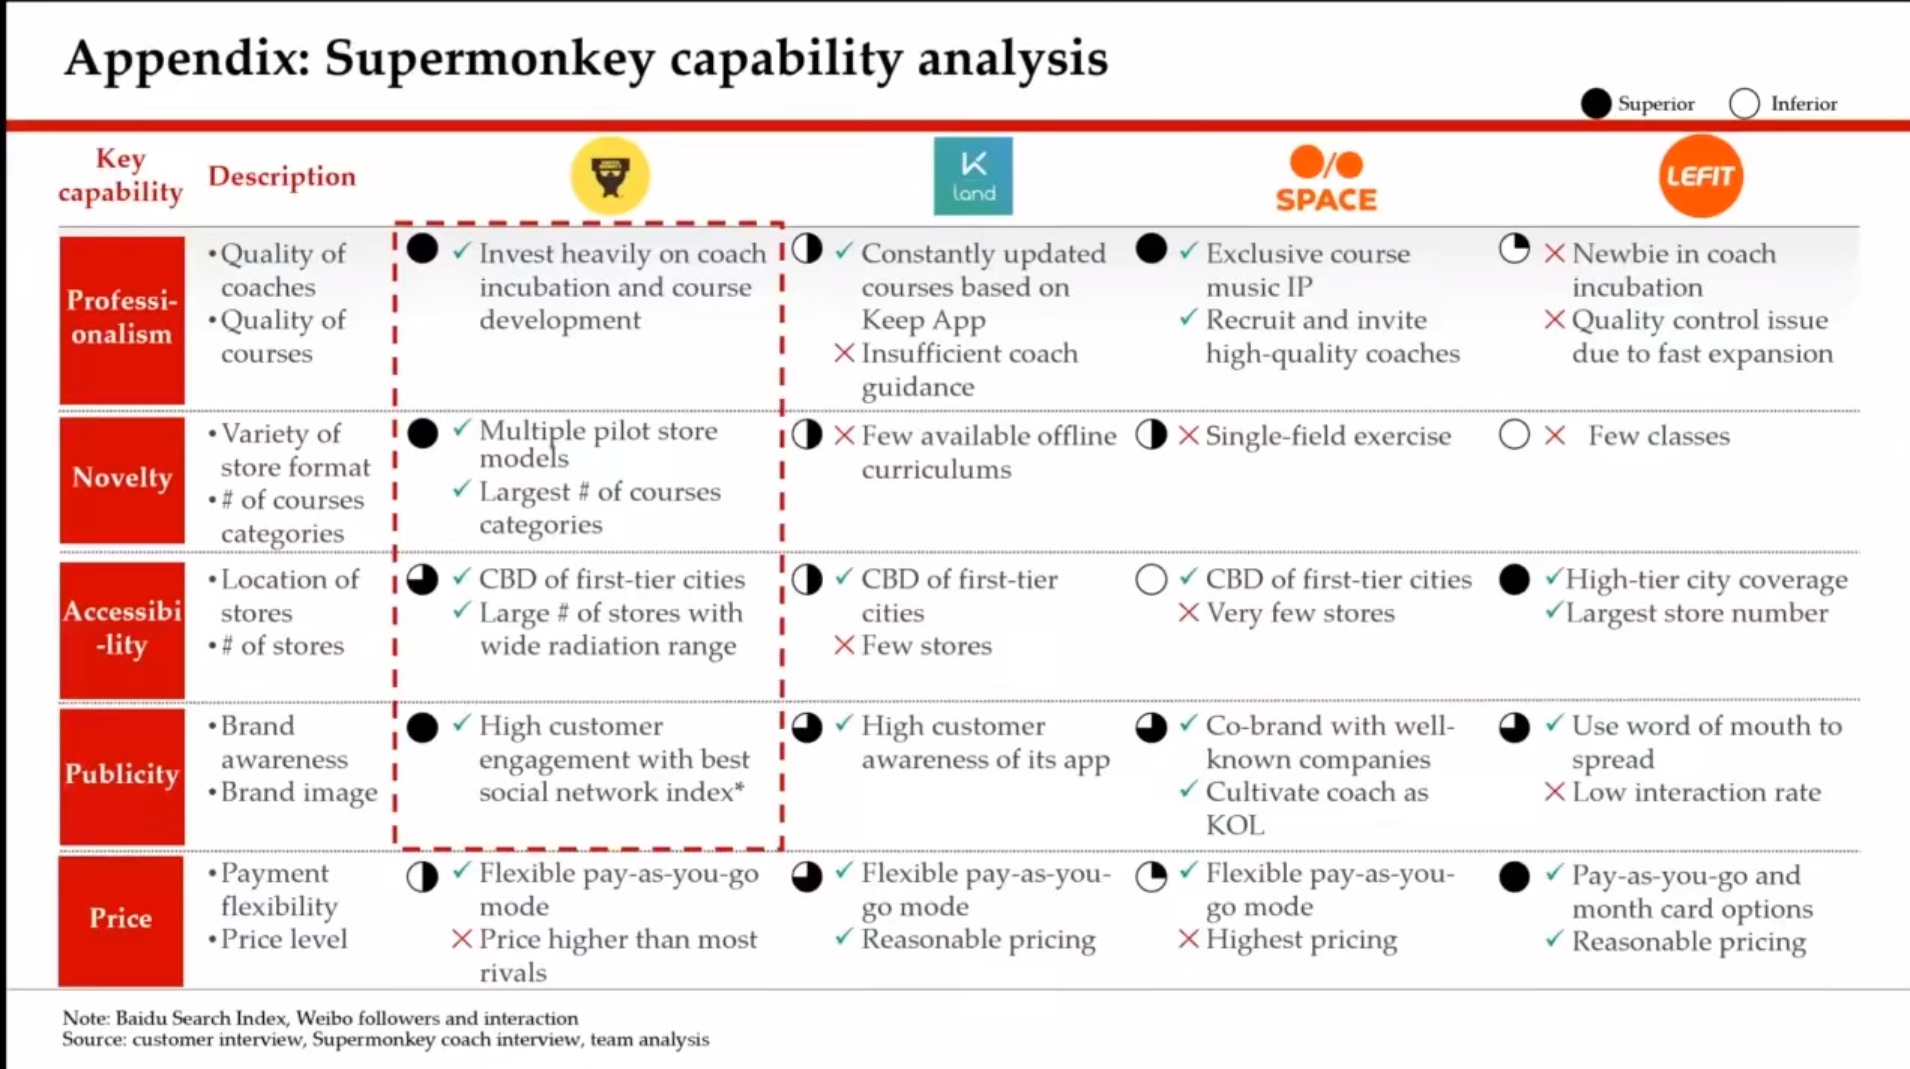 Appendix: Supermonkey capability analysis
Superior
Inferior
Key
capability
Description
K
land
SPACE
LEFIT
Professi-
onalism
•Quality of
coaches
•Quality of
courses
✓ Invest heavily on coach
incubation and course
development
✓ Constantly updated
courses based on
Keep App
✕ Insufficient coach
guidance
✓ Exclusive course
music IP
✓ Recruit and invite
high-quality coaches
✕ Newbie in coach
incubation
✕ Quality control issue
due to fast expansion
Novelty
•Variety of
store format
•# of courses
categories
✓ Multiple pilot store
models
✓ Largest # of courses
categories
✕ Few available offline
curriculums
✕ Single-field exercise
✕ Few classes
Accessibi
-lity
•Location of
stores
•# of stores
✓ CBD of first-tier cities
✓ Large # of stores with
wide radiation range
✓ CBD of first-tier
cities
✕ Few stores
✓ CBD of first-tier cities
✕ Very few stores
✓High-tier city coverage
✓Largest store number
Publicity
•Brand
awareness
•Brand image
✓ High customer
engagement with best
social network index*
✓ High customer
awareness of its app
✓ Co-brand with well-
known companies
✓ Cultivate coach as
KOL
✓ Use word of mouth to
spread
✕ Low interaction rate
Price
•Payment
flexibility
•Price level
✓ Flexible pay-as-you-go
mode
✕ Price higher than most
rivals
✓ Flexible pay-as-you-
go mode
✓ Reasonable pricing
✓ Flexible pay-as-you-
go mode
✕ Highest pricing
✓ Pay-as-you-go and
month card options
✓ Reasonable pricing
Note: Baidu Search Index, Weibo followers and interaction
Source: customer interview, Supermonkey coach interview, team analysis